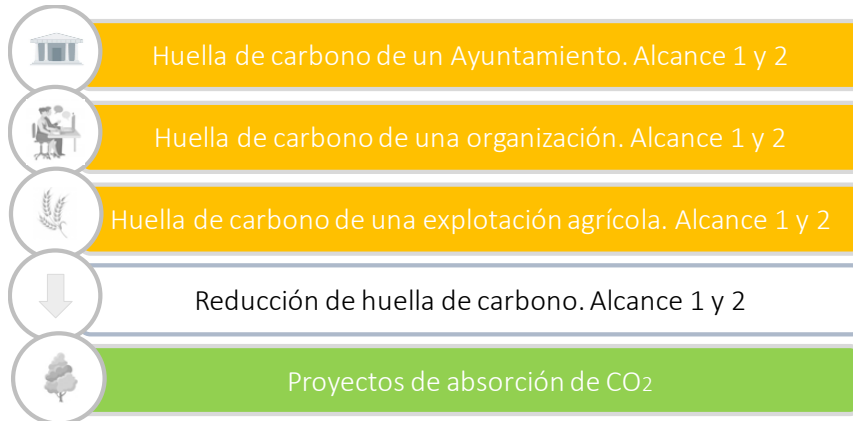 Huella de carbono de un Ayuntamiento. Alcance 1 y 2
Huella de carbono de una organización. Alcance 1 y 2
Huella de carbono de una explotación agrícola. Alcance 1 y 2
Reducción de huella de carbono. Alcance 1 y 2
Proyectos de absorción de CO2